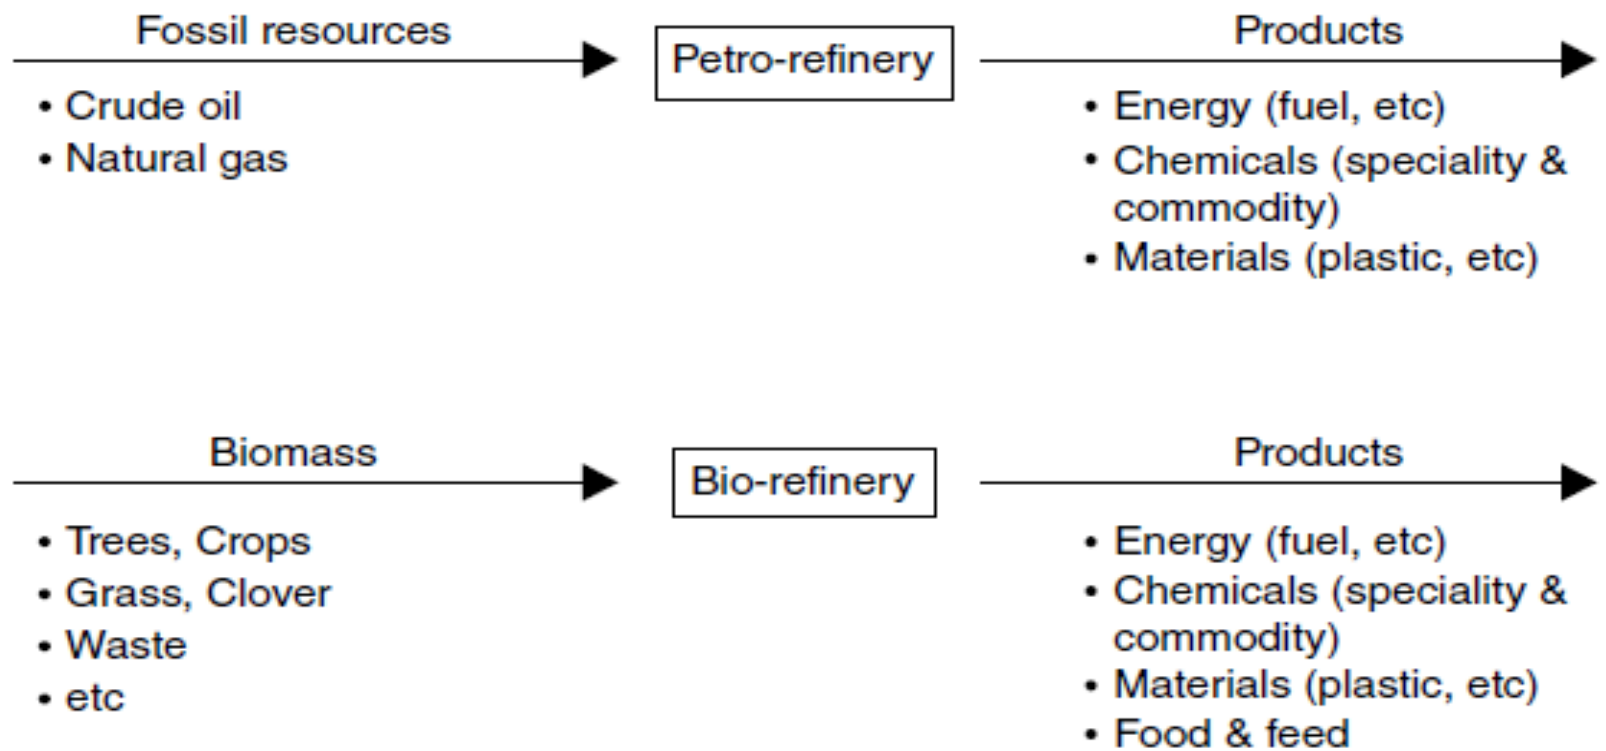 Fossil resources
• Crude oil
• Natural gas
Petro-refinery
Products
• Energy (fuel, etc)
• Chemicals (speciality &
commodity)
• Materials (plastic, etc)
Biomass
• Trees, Crops
• Grass, Clover
• Waste
• etc
Bio-refinery
Products
• Energy (fuel, etc)
• Chemicals (speciality &
commodity)
• Materials (plastic, etc)
• Food & feed